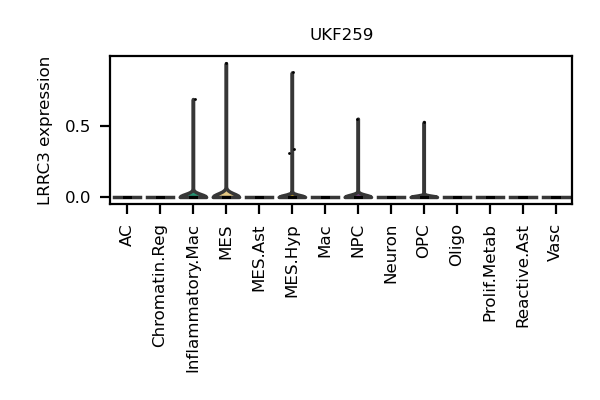 UKF259
LRRC3 expression
0.5
0.0
AC
Chromatin.Reg
Inflammatory.Mac
MES
MES.Ast
MES.Hyp
Mac
NPC
Neuron
OPC
Oligo
Prolif.Metab
Reactive.Ast
Vasc